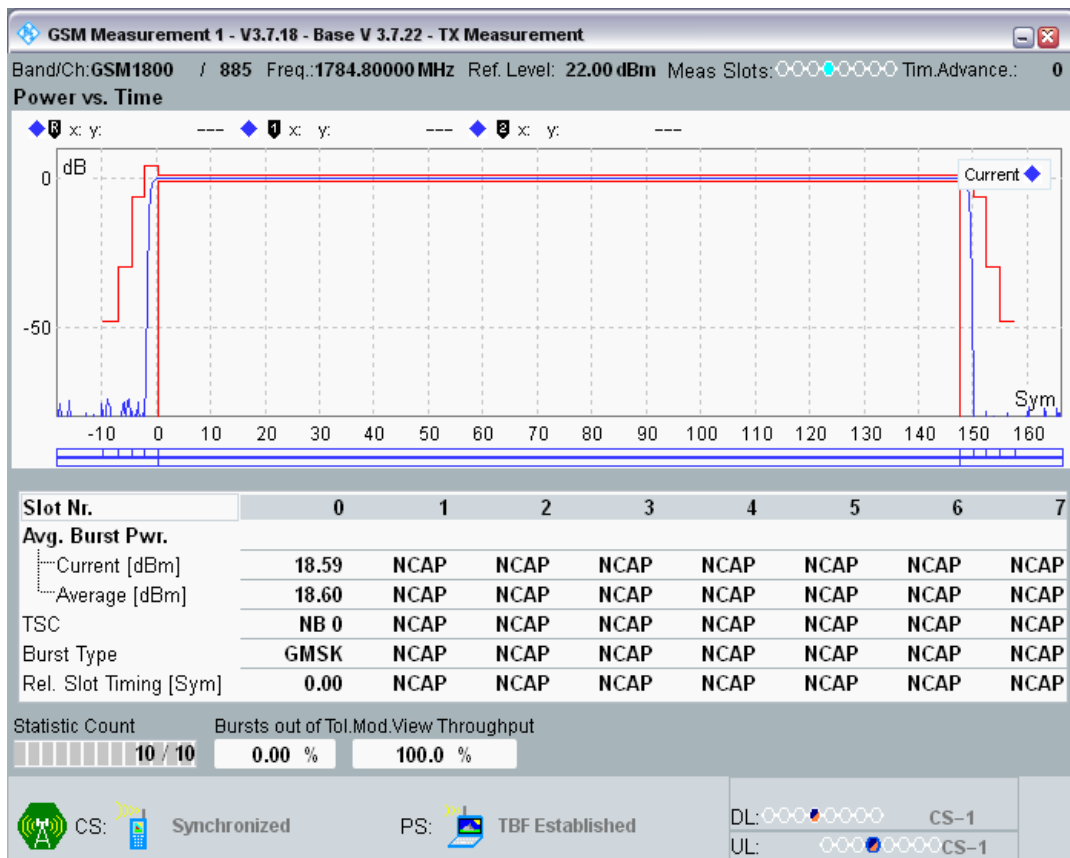 GSM Measurement 1 - V3.7.18 - Base V 3.7.22 - TX Measurement
Band/Ch:GSM1800 / 885 Freq.:1784.80000 MHz Ref. Level: 22.00 dBm Meas Slots: Tim.Advance.: 0
Power vs. Time
R x: y: --- 1 x: y: --- 2 x: y: ---
dB
0
Current
-50
Sym
-10 0 10 20 30 40 50 60 70 80 90 100 110 120 130 140 150 160
Slot Nr. 0 1 2 3 4 5 6 7
Avg. Burst Pwr.
Current [dBm] 18.59 NCAP NCAP NCAP NCAP NCAP NCAP NCAP
Average [dBm] 18.60 NCAP NCAP NCAP NCAP NCAP NCAP NCAP
TSC NB 0 NCAP NCAP NCAP NCAP NCAP NCAP NCAP
Burst Type GMSK NCAP NCAP NCAP NCAP NCAP NCAP NCAP
Rel. Slot Timing [Sym] 0.00 NCAP NCAP NCAP NCAP NCAP NCAP NCAP
Statistic Count Bursts out of Tol.Mod.View Throughput
10 / 10 0.00 % 100.0 %
CS: Synchronized PS: TBF Established
DL: CS-1
UL: CS-1